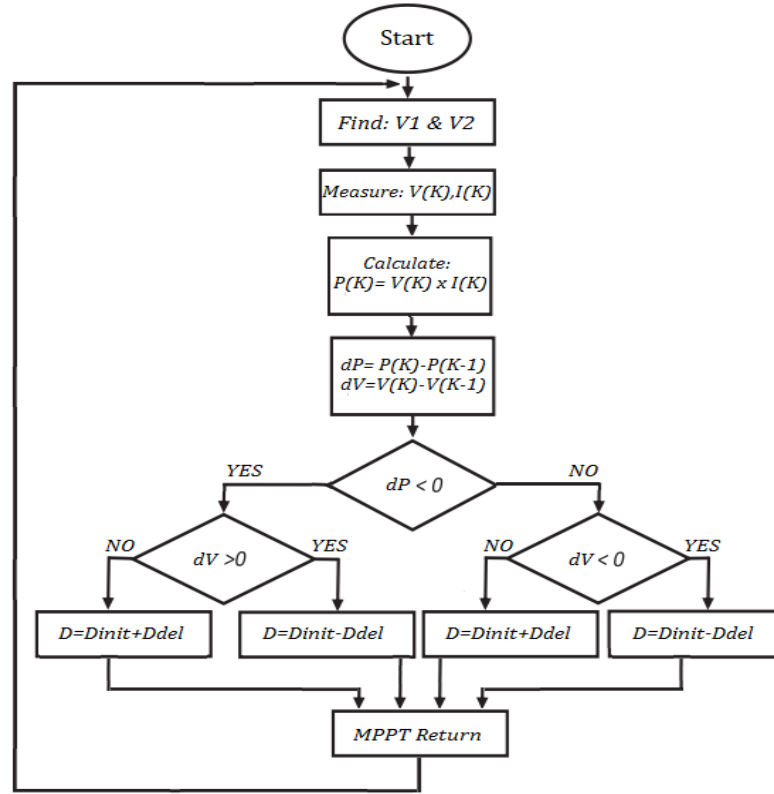 Start
Find: V1 & V2
Measure: V(K),I(K)
Calculate:
P(K)= V(K) x I(K)
dP= P(K)-P(K-1)
dV=V(K)-V(K-1)
YES
dP < 0
NO
NO
dV >0
YES
NO
dV < 0
YES
D=Dinit+Ddel
D=Dinit-Ddel
D=Dinit+Ddel
D=Dinit-Ddel
MPPT Return